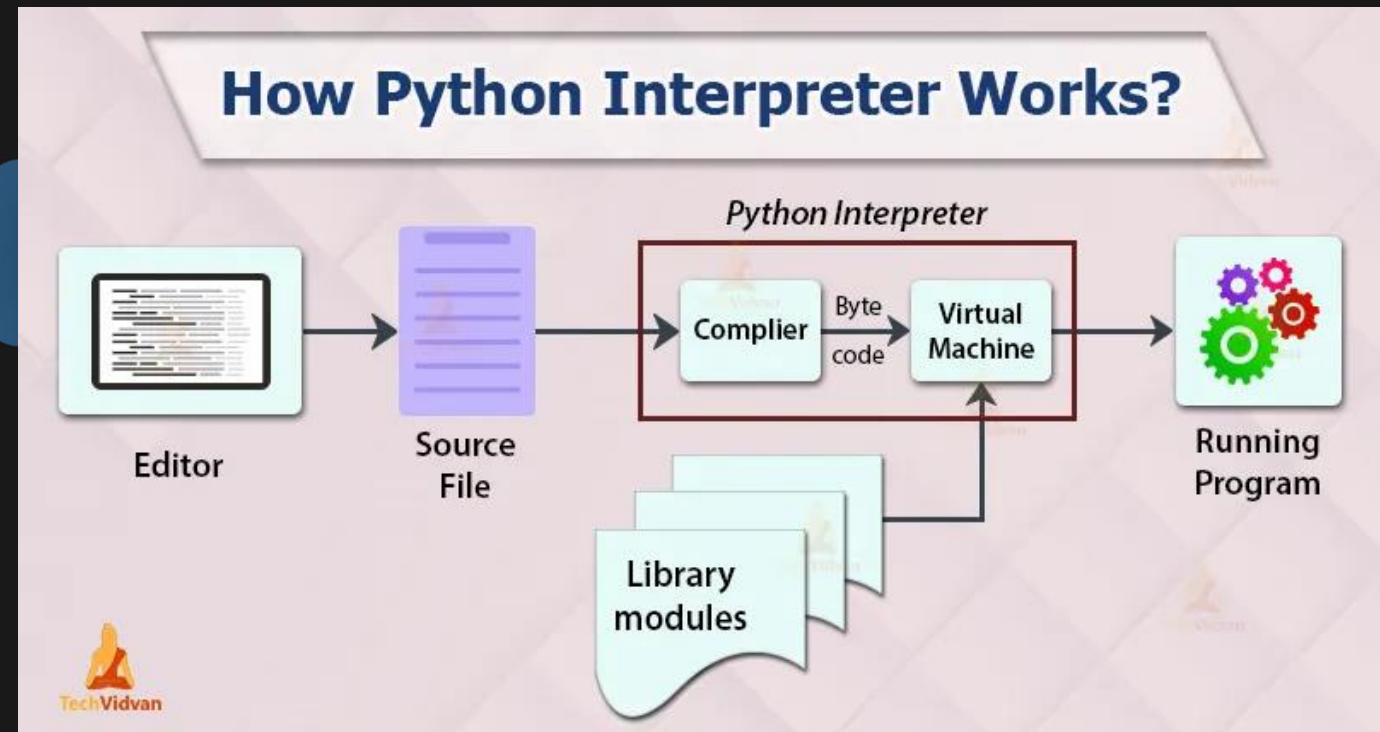 How Python Interpreter Works?
Python Interpreter
Complier
Byte
code
Virtual
Machine
Editor
Source
File
Running
Program
Library
modules
TechVidvan